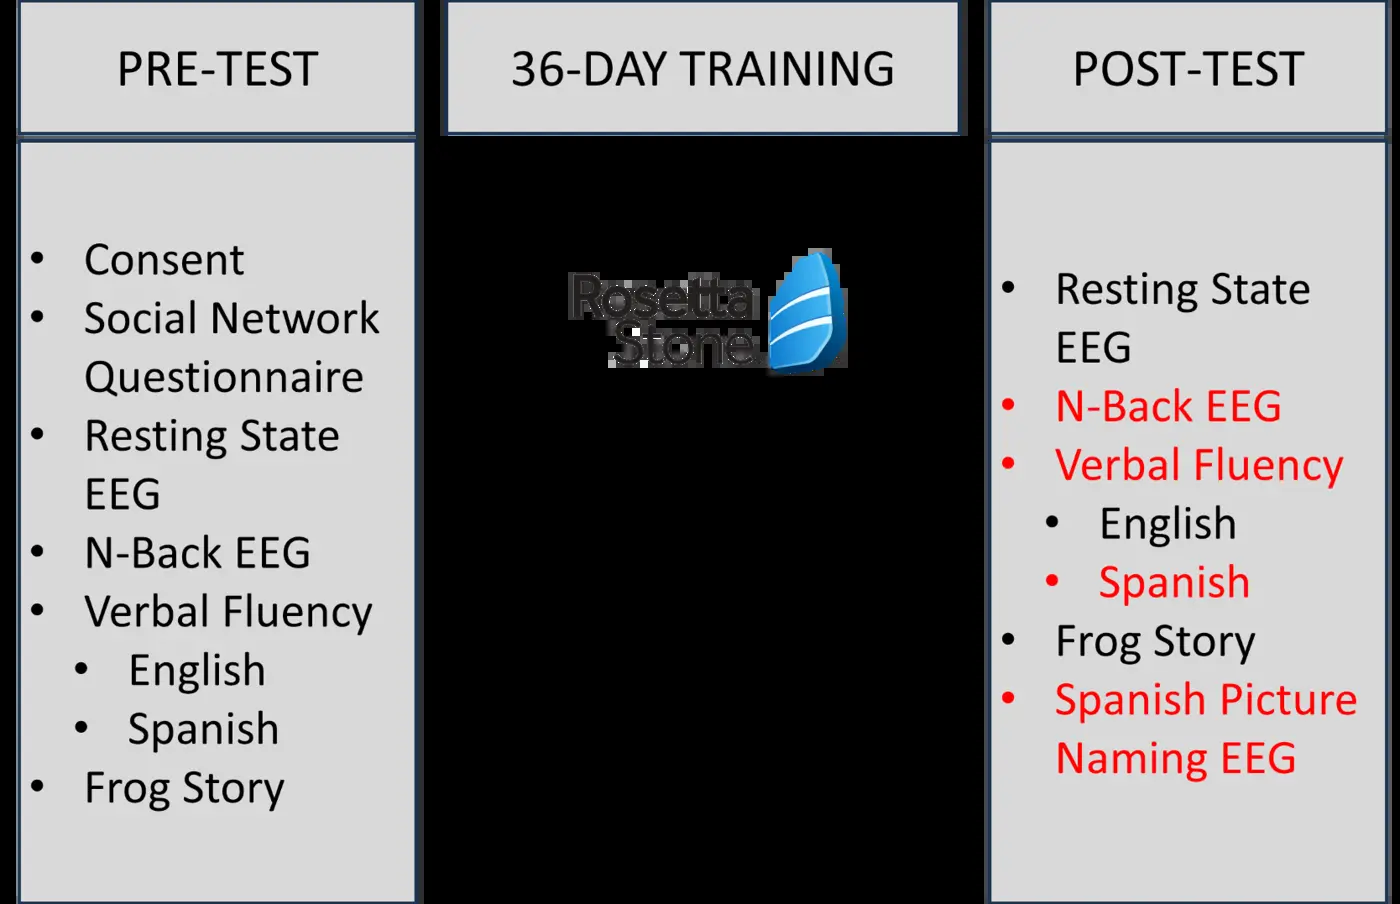 PRE-TEST
• Consent
• Social Network
Questionnaire
• Resting State
EEG
• N-Back EEG
• Verbal Fluency
• English
• Spanish
• Frog Story
36-DAY TRAINING
Rosetta
Stone
POST-TEST
• Resting State
EEG
• N-Back EEG
• Verbal Fluency
• English
• Spanish
• Frog Story
• Spanish Picture
Naming EEG